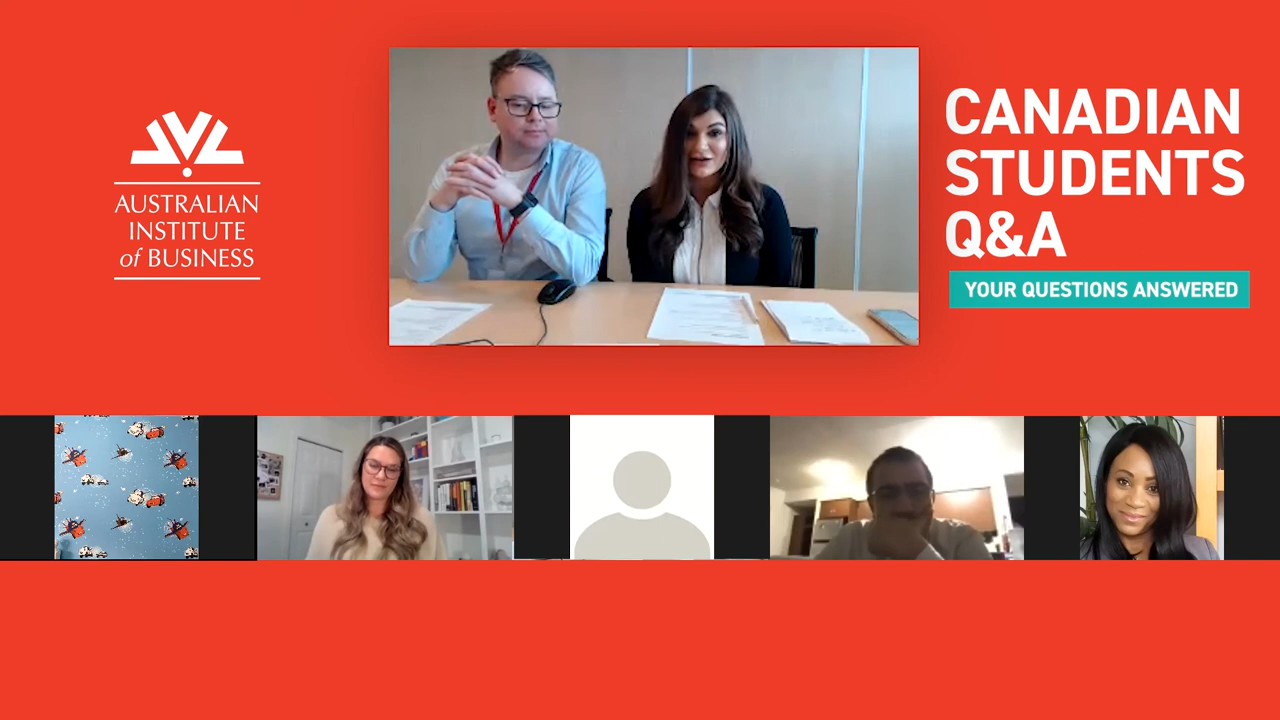 AUSTRALIAN
INSTITUTE
of BUSINESS
CANADIAN
STUDENTS
Q&A
YOUR QUESTIONS ANSWERED